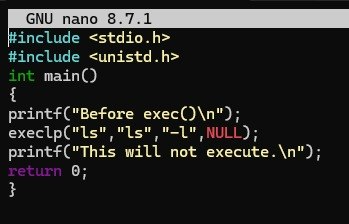 GNU nano 8.7.1
#include <stdio.h>
#include <unistd.h>
int main()
{
printf("Before exec()\n");
execlp("ls","ls","-l",NULL);
printf("This will not execute.\n");
return 0;
}